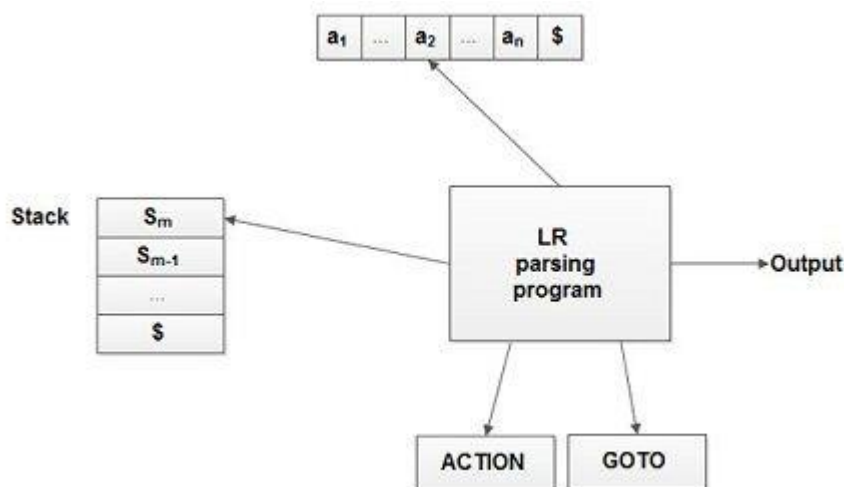 a₁ ... a₂ ... aₙ $
Stack
Sₘ
Sₘ₋₁
...
$
LR
parsing
program
Output
ACTION
GOTO